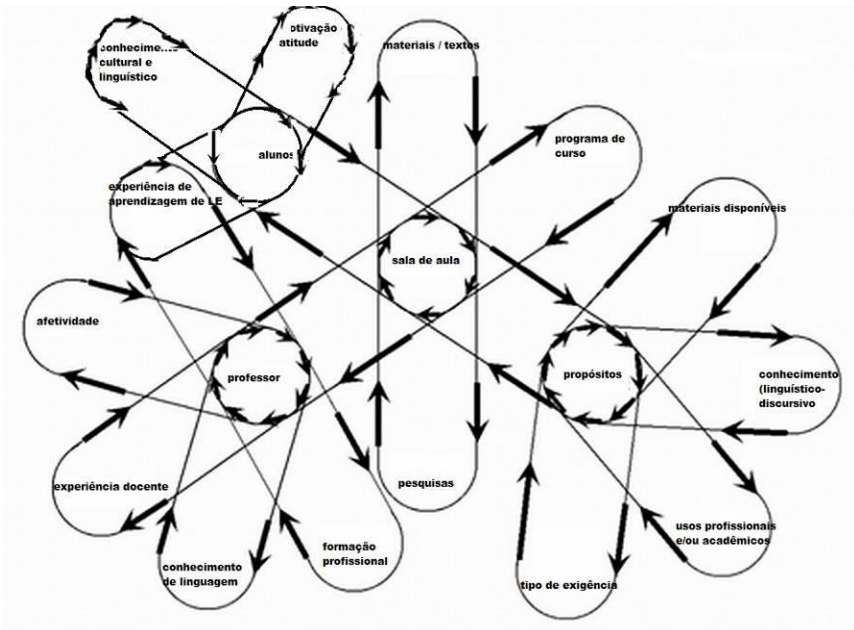 otivação
atitude
conhecime
cultural e
linguístico
materiais / textos
programa de
curso
alunos
experiência de
aprendizagem de LE
materiais disponíveis
sala de aula
afetividade
professor
propósitos
conhecimento
(linguístico-
discursivo
experiência docente
pesquisas
usos profissionais
e/ou acadêmicos
formação
profissional
conhecimento
de linguagem
tipo de exigência